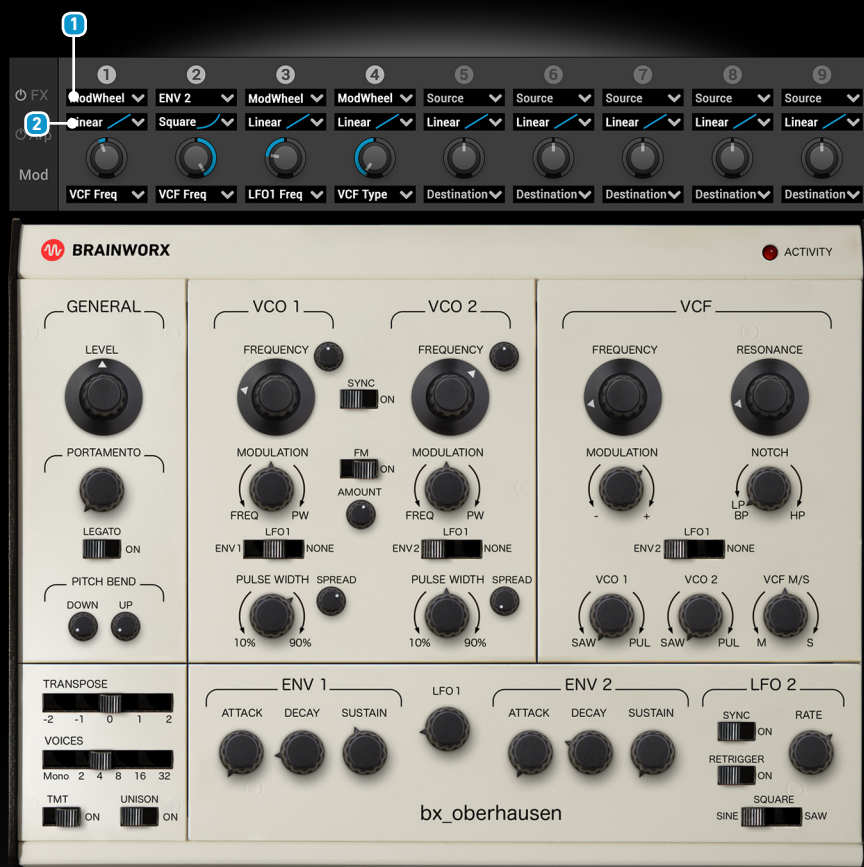 1
1 2 3 4 5 6 7 8 9
FX ModWheel ENV 2 ModWheel ModWheel Source Source Source Source Source
2 Linear Square Linear Linear Linear Linear Linear Linear Linear
Mod
VCF Freq VCF Freq LFO1 Freq VCF Type Destination Destination Destination Destination Destination
BRAINWORX ACTIVITY
GENERAL VCO 1 VCO 2 VCF
LEVEL FREQUENCY FREQUENCY FREQUENCY RESONANCE
SYNC
ON
PORTAMENTO MODULATION FM MODULATION MODULATION NOTCH
ON
AMOUNT
FREQ PW FREQ PW - + LP BP HP
LEGATO LFO1 LFO1 LFO1
ON ENV1 NONE ENV2 NONE ENV2 NONE
PITCH BEND PULSE WIDTH SPREAD PULSE WIDTH SPREAD VCO 1 VCO 2 VCF M/S
DOWN UP
10% 90% 10% 90% SAW PUL SAW PUL M S
TRANSPOSE ENV 1 LFO1 ENV 2 LFO 2
-2 -1 0 1 2
ATTACK DECAY SUSTAIN ATTACK DECAY SUSTAIN SYNC RATE
ON
VOICES
Mono 2 4 8 16 32
RETRIGGER
ON
TMT UNISON SQUARE
ON ON bx_oberhausen SINE SAW